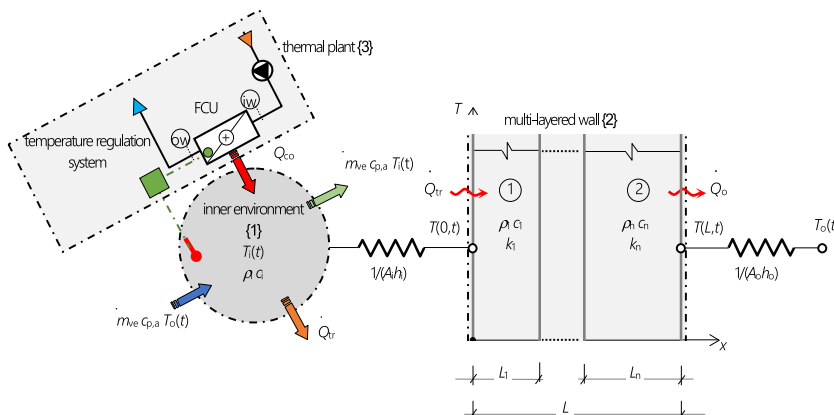 thermal plant {3}
FCU
iw
ow
+
temperature regulation
system
Q̇co
ṁve cp,a Ti(t)
inner environment
{1}
Ti(t)
ρi ci
ṁve cp,a To(t)
Q̇tr
1/(Aihi)
T
multi-layered wall {2}
Q̇tr
1
2
Q̇o
T(0,t)
ρ1 c1
k1
ρn cn
kn
T(L,t)
To(t)
1/(Aoho)
x
L1
Ln
L